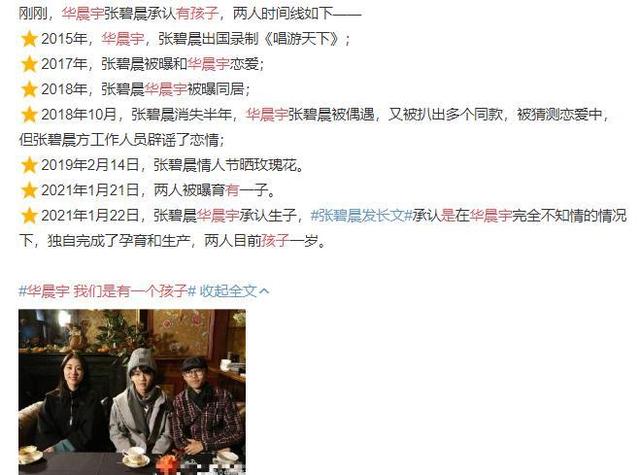 刚刚，华晨宇张碧晨承认有孩子，两人时间线如下——
⭐2015年，华晨宇，张碧晨出国录制《唱游天下》；
⭐2017年，张碧晨被曝和华晨宇恋爱；
⭐2018年，张碧晨华晨宇被曝同居；
⭐2018年10月，张碧晨消失半年，华晨宇张碧晨被偶遇，又被扒出多个同款，被猜测恋爱中，
但张碧晨方工作人员辟谣了恋情；
⭐2019年2月14日，张碧晨情人节晒玫瑰花。
⭐2021年1月21日，两人被曝育有一子。
⭐2021年1月22日，张碧晨华晨宇承认生子，#张碧晨发长文#承认是在华晨宇完全不知情的情况
下，独自完成了孕育和生产，两人目前孩子一岁。
#华晨宇 我们是有一个孩子# 收起全文